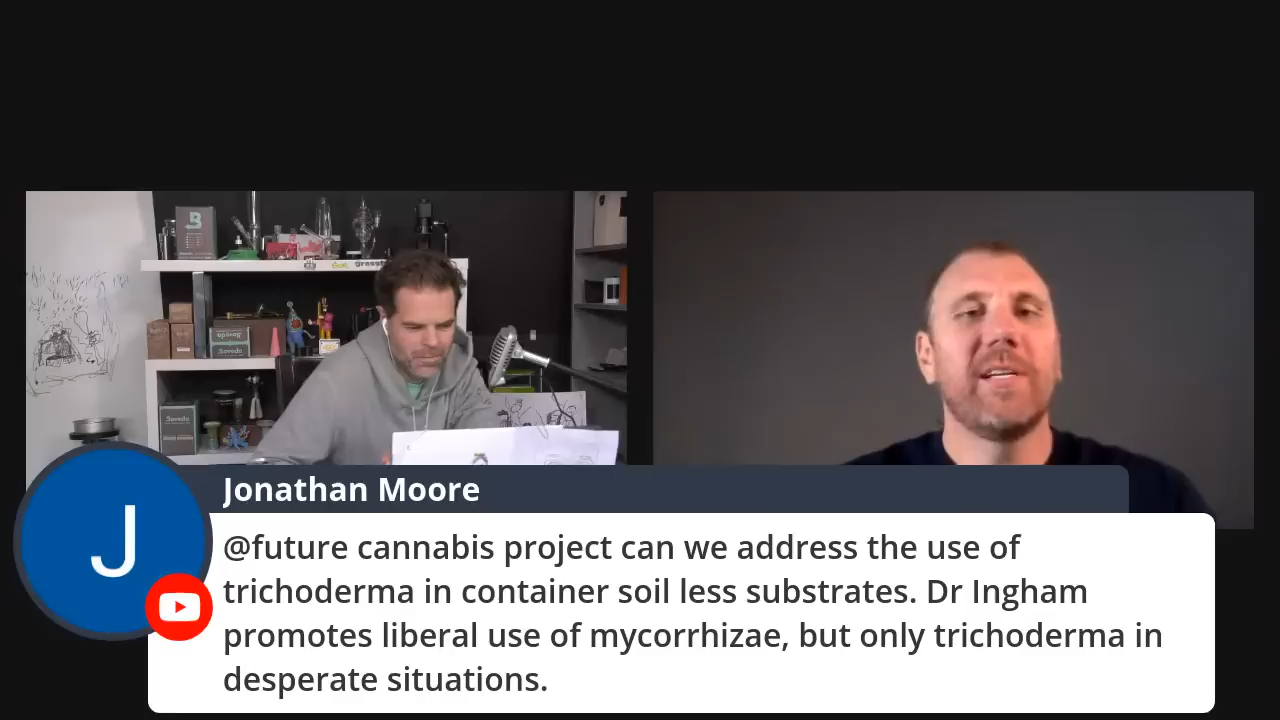 B
Boveda
Jonathan Moore
J
@future cannabis project can we address the use of
trichoderma in container soil less substrates. Dr Ingham
promotes liberal use of mycorrhizae, but only trichoderma in
desperate situations.